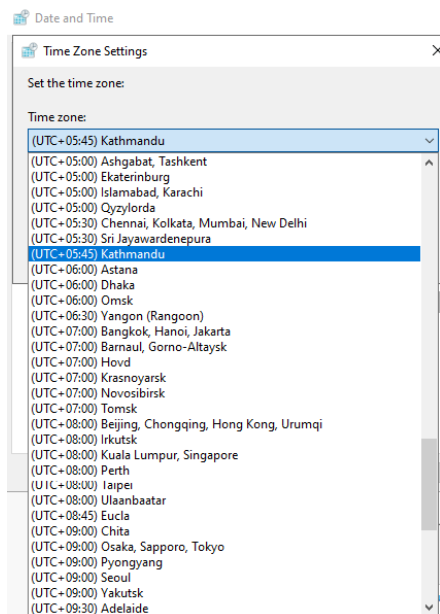 Date and Time
Time Zone Settings
Set the time zone:
Time zone:
(UTC+05:45) Kathmandu
(UTC+05:00) Ashgabat, Tashkent
(UTC+05:00) Ekaterinburg
(UTC+05:00) Islamabad, Karachi
(UTC+05:00) Qyzylorda
(UTC+05:30) Chennai, Kolkata, Mumbai, New Delhi
(UTC+05:30) Sri Jayawardenepura
(UTC+05:45) Kathmandu
(UTC+06:00) Astana
(UTC+06:00) Dhaka
(UTC+06:00) Omsk
(UTC+06:30) Yangon (Rangoon)
(UTC+07:00) Bangkok, Hanoi, Jakarta
(UTC+07:00) Barnaul, Gorno-Altaysk
(UTC+07:00) Hovd
(UTC+07:00) Krasnoyarsk
(UTC+07:00) Novosibirsk
(UTC+07:00) Tomsk
(UTC+08:00) Beijing, Chongqing, Hong Kong, Urumqi
(UTC+08:00) Irkutsk
(UTC+08:00) Kuala Lumpur, Singapore
(UTC+08:00) Perth
(UTC+08:00) Taipei
(UTC+08:00) Ulaanbaatar
(UTC+08:45) Eucla
(UTC+09:00) Chita
(UTC+09:00) Osaka, Sapporo, Tokyo
(UTC+09:00) Pyongyang
(UTC+09:00) Seoul
(UTC+09:00) Yakutsk
(UTC+09:30) Adelaide